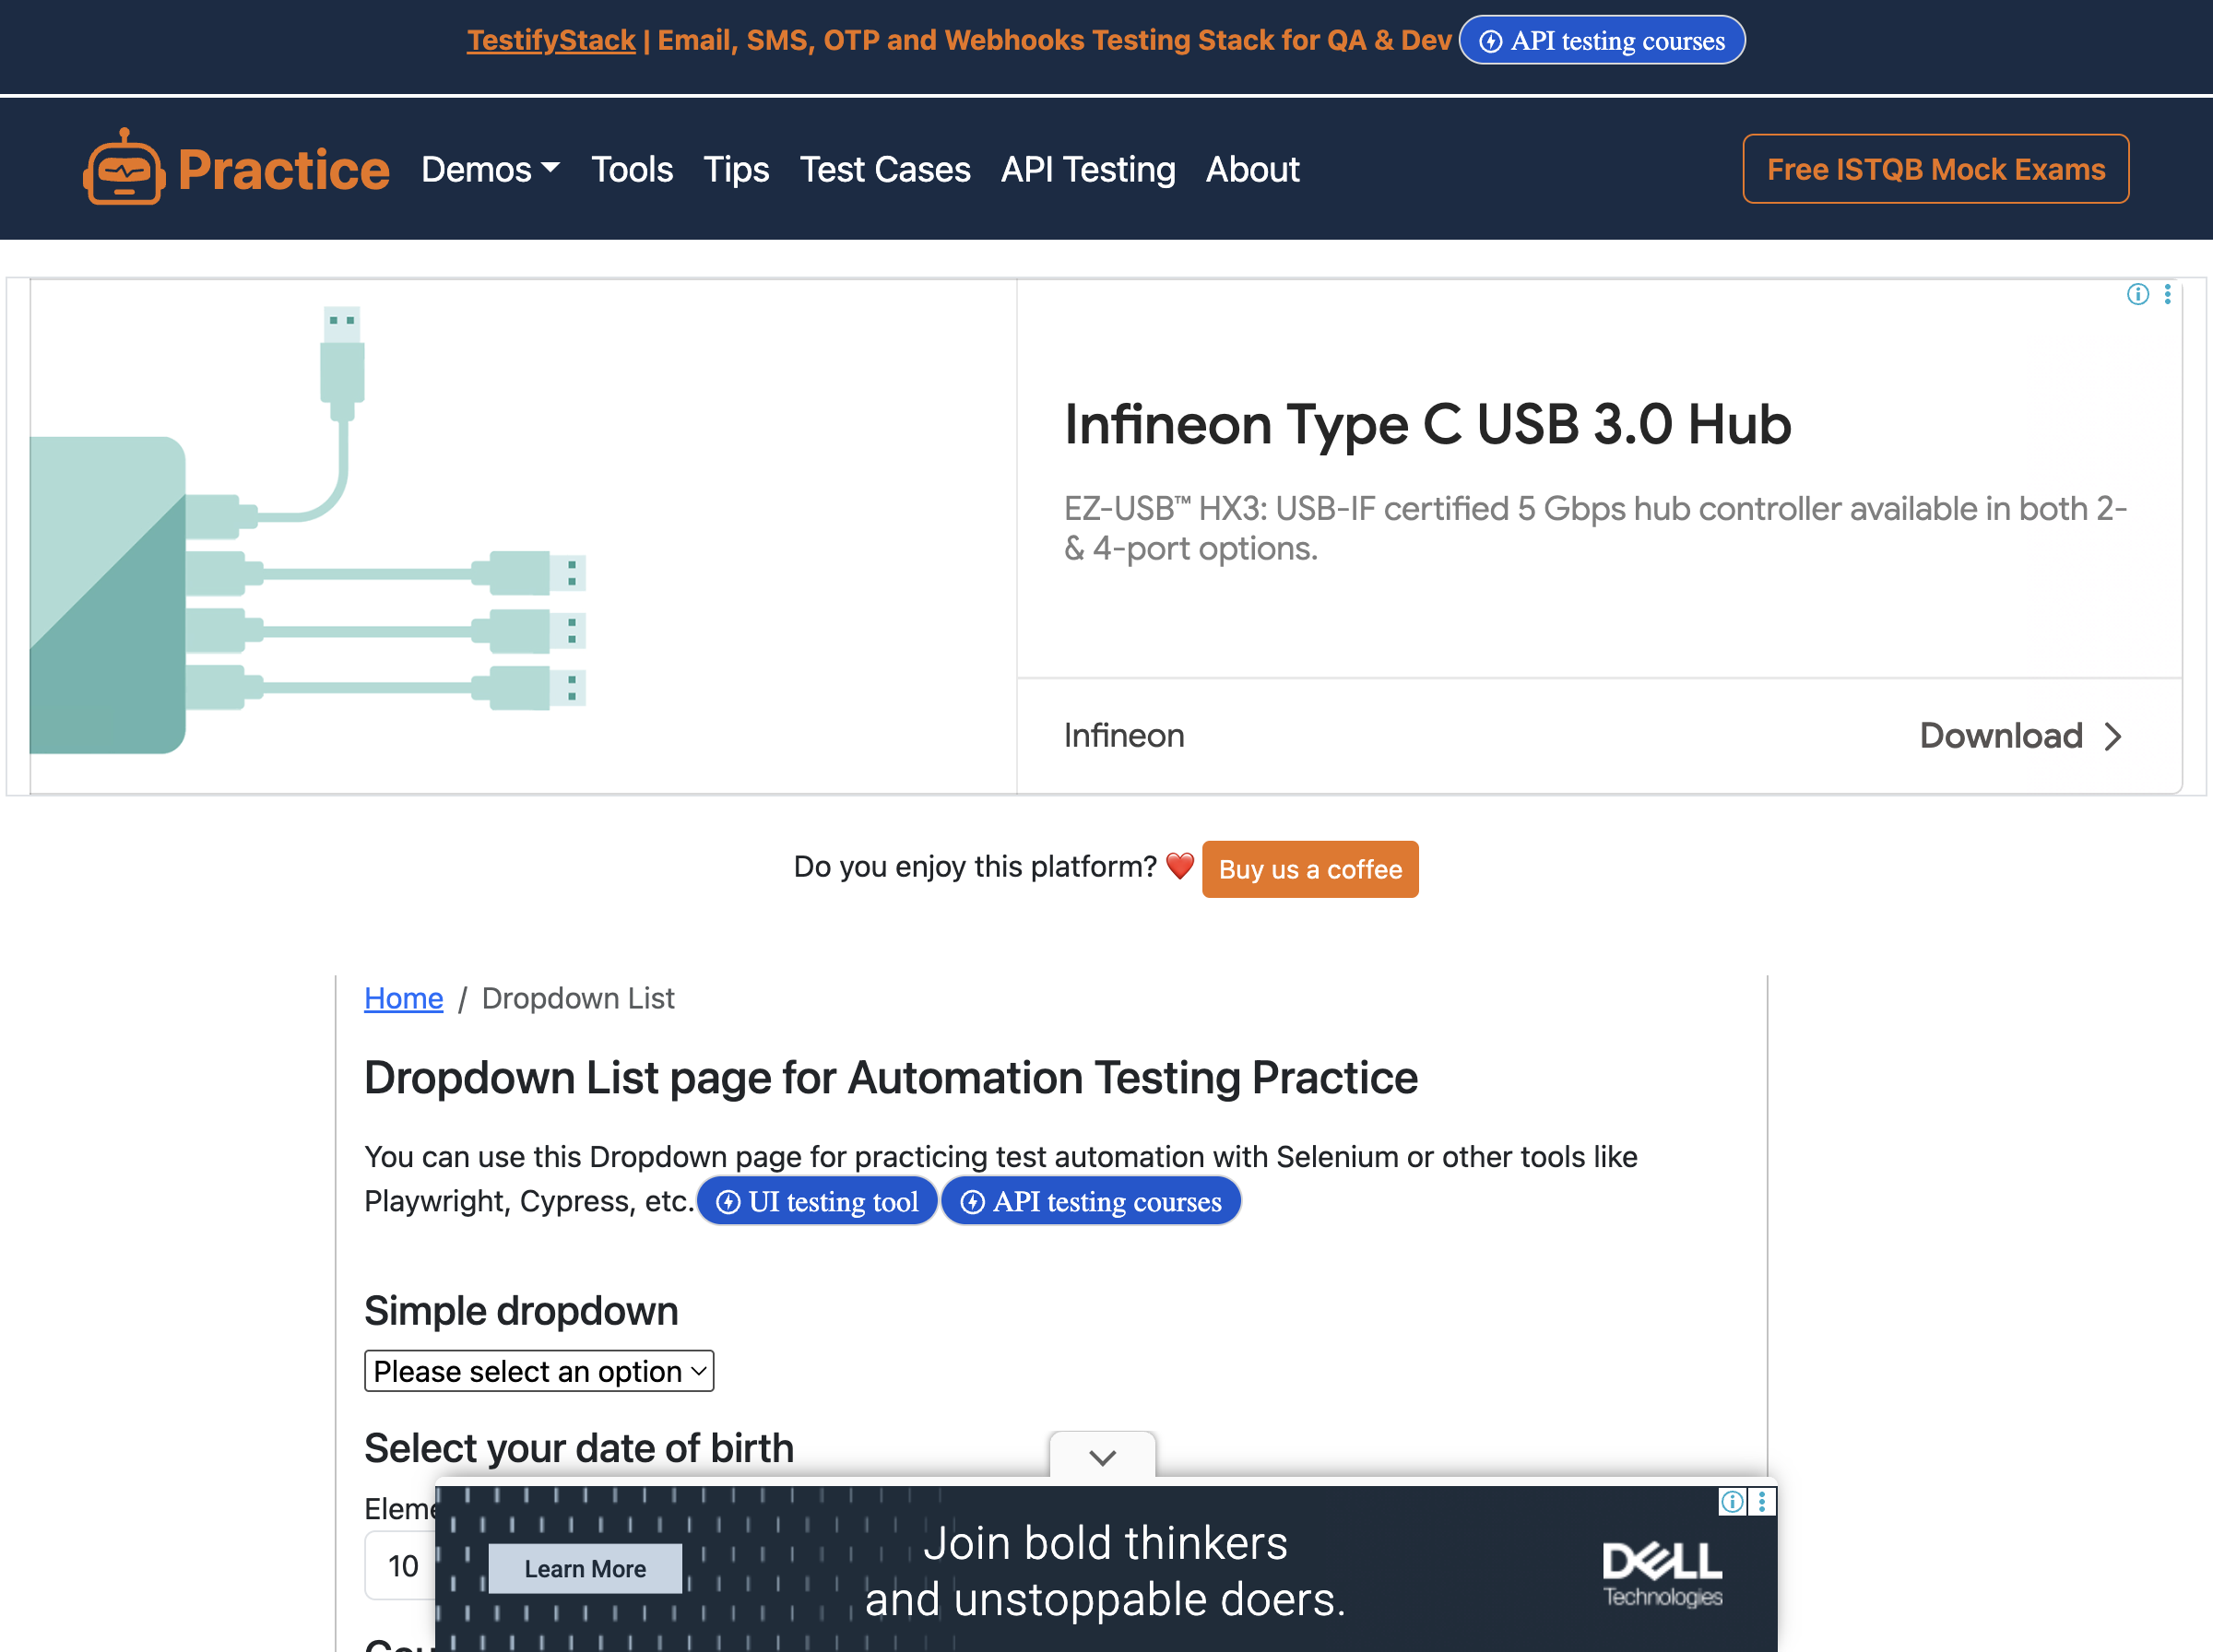 TestifyStack | Email, SMS, OTP and Webhooks Testing Stack for QA & Dev API testing courses
Practice Demos Tools Tips Test Cases API Testing About Free ISTQB Mock Exams
Infineon Type C USB 3.0 Hub
EZ-USB™ HX3: USB-IF certified 5 Gbps hub controller available in both 2-
& 4-port options.
Infineon Download
Do you enjoy this platform? ❤️ Buy us a coffee
Home / Dropdown List
Dropdown List page for Automation Testing Practice
You can use this Dropdown page for practicing test automation with Selenium or other tools like
Playwright, Cypress, etc. UI testing tool API testing courses
Simple dropdown
Please select an option
Select your date of birth
10
Learn More
Join bold thinkers
and unstoppable doers.
DELL
Technologies